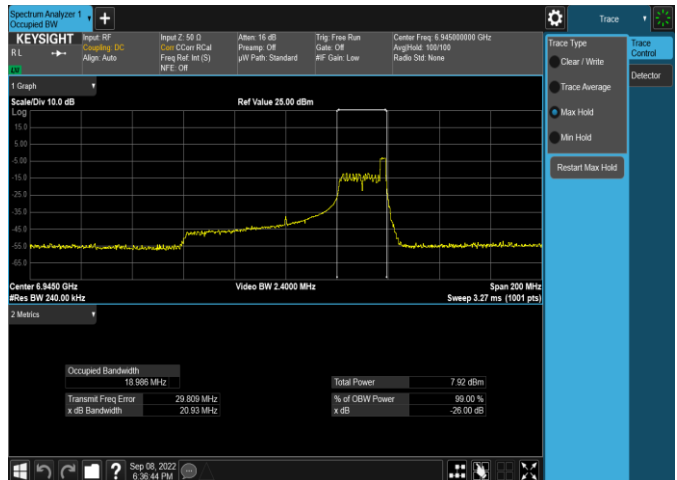 Spectrum Analyzer 1
Occupied BW
+
Trace
KEYSIGHT
R L
Input: RF
Coupling: DC
Align: Auto
Input Z: 50 Ω
Corr CCorr RCal
Freq Ref: Int (S)
NFE: Off
Atten: 16 dB
Preamp: Off
µW Path: Standard
Trig: Free Run
Gate: Off
#IF Gain: Low
Center Freq: 6.945000000 GHz
Avg|Hold: 100/100
Radio Std: None
Trace Type
Clear / Write
Trace Average
Max Hold
Min Hold
Restart Max Hold
Trace
Control
Detector
1 Graph
Scale/Div 10.0 dB
Ref Value 25.00 dBm
Log
15.0
5.00
-5.00
-15.0
-25.0
-35.0
-45.0
-55.0
-65.0
Center 6.9450 GHz
#Res BW 240.00 kHz
Video BW 2.4000 MHz
Span 200 MHz
Sweep 3.27 ms (1001 pts)
2 Metrics
Occupied Bandwidth
18.986 MHz
Transmit Freq Error 29.809 MHz
x dB Bandwidth 20.93 MHz
Total Power 7.92 dBm
% of OBW Power 99.00 %
x dB -26.00 dB
?
Sep 08, 2022
6:36:44 PM